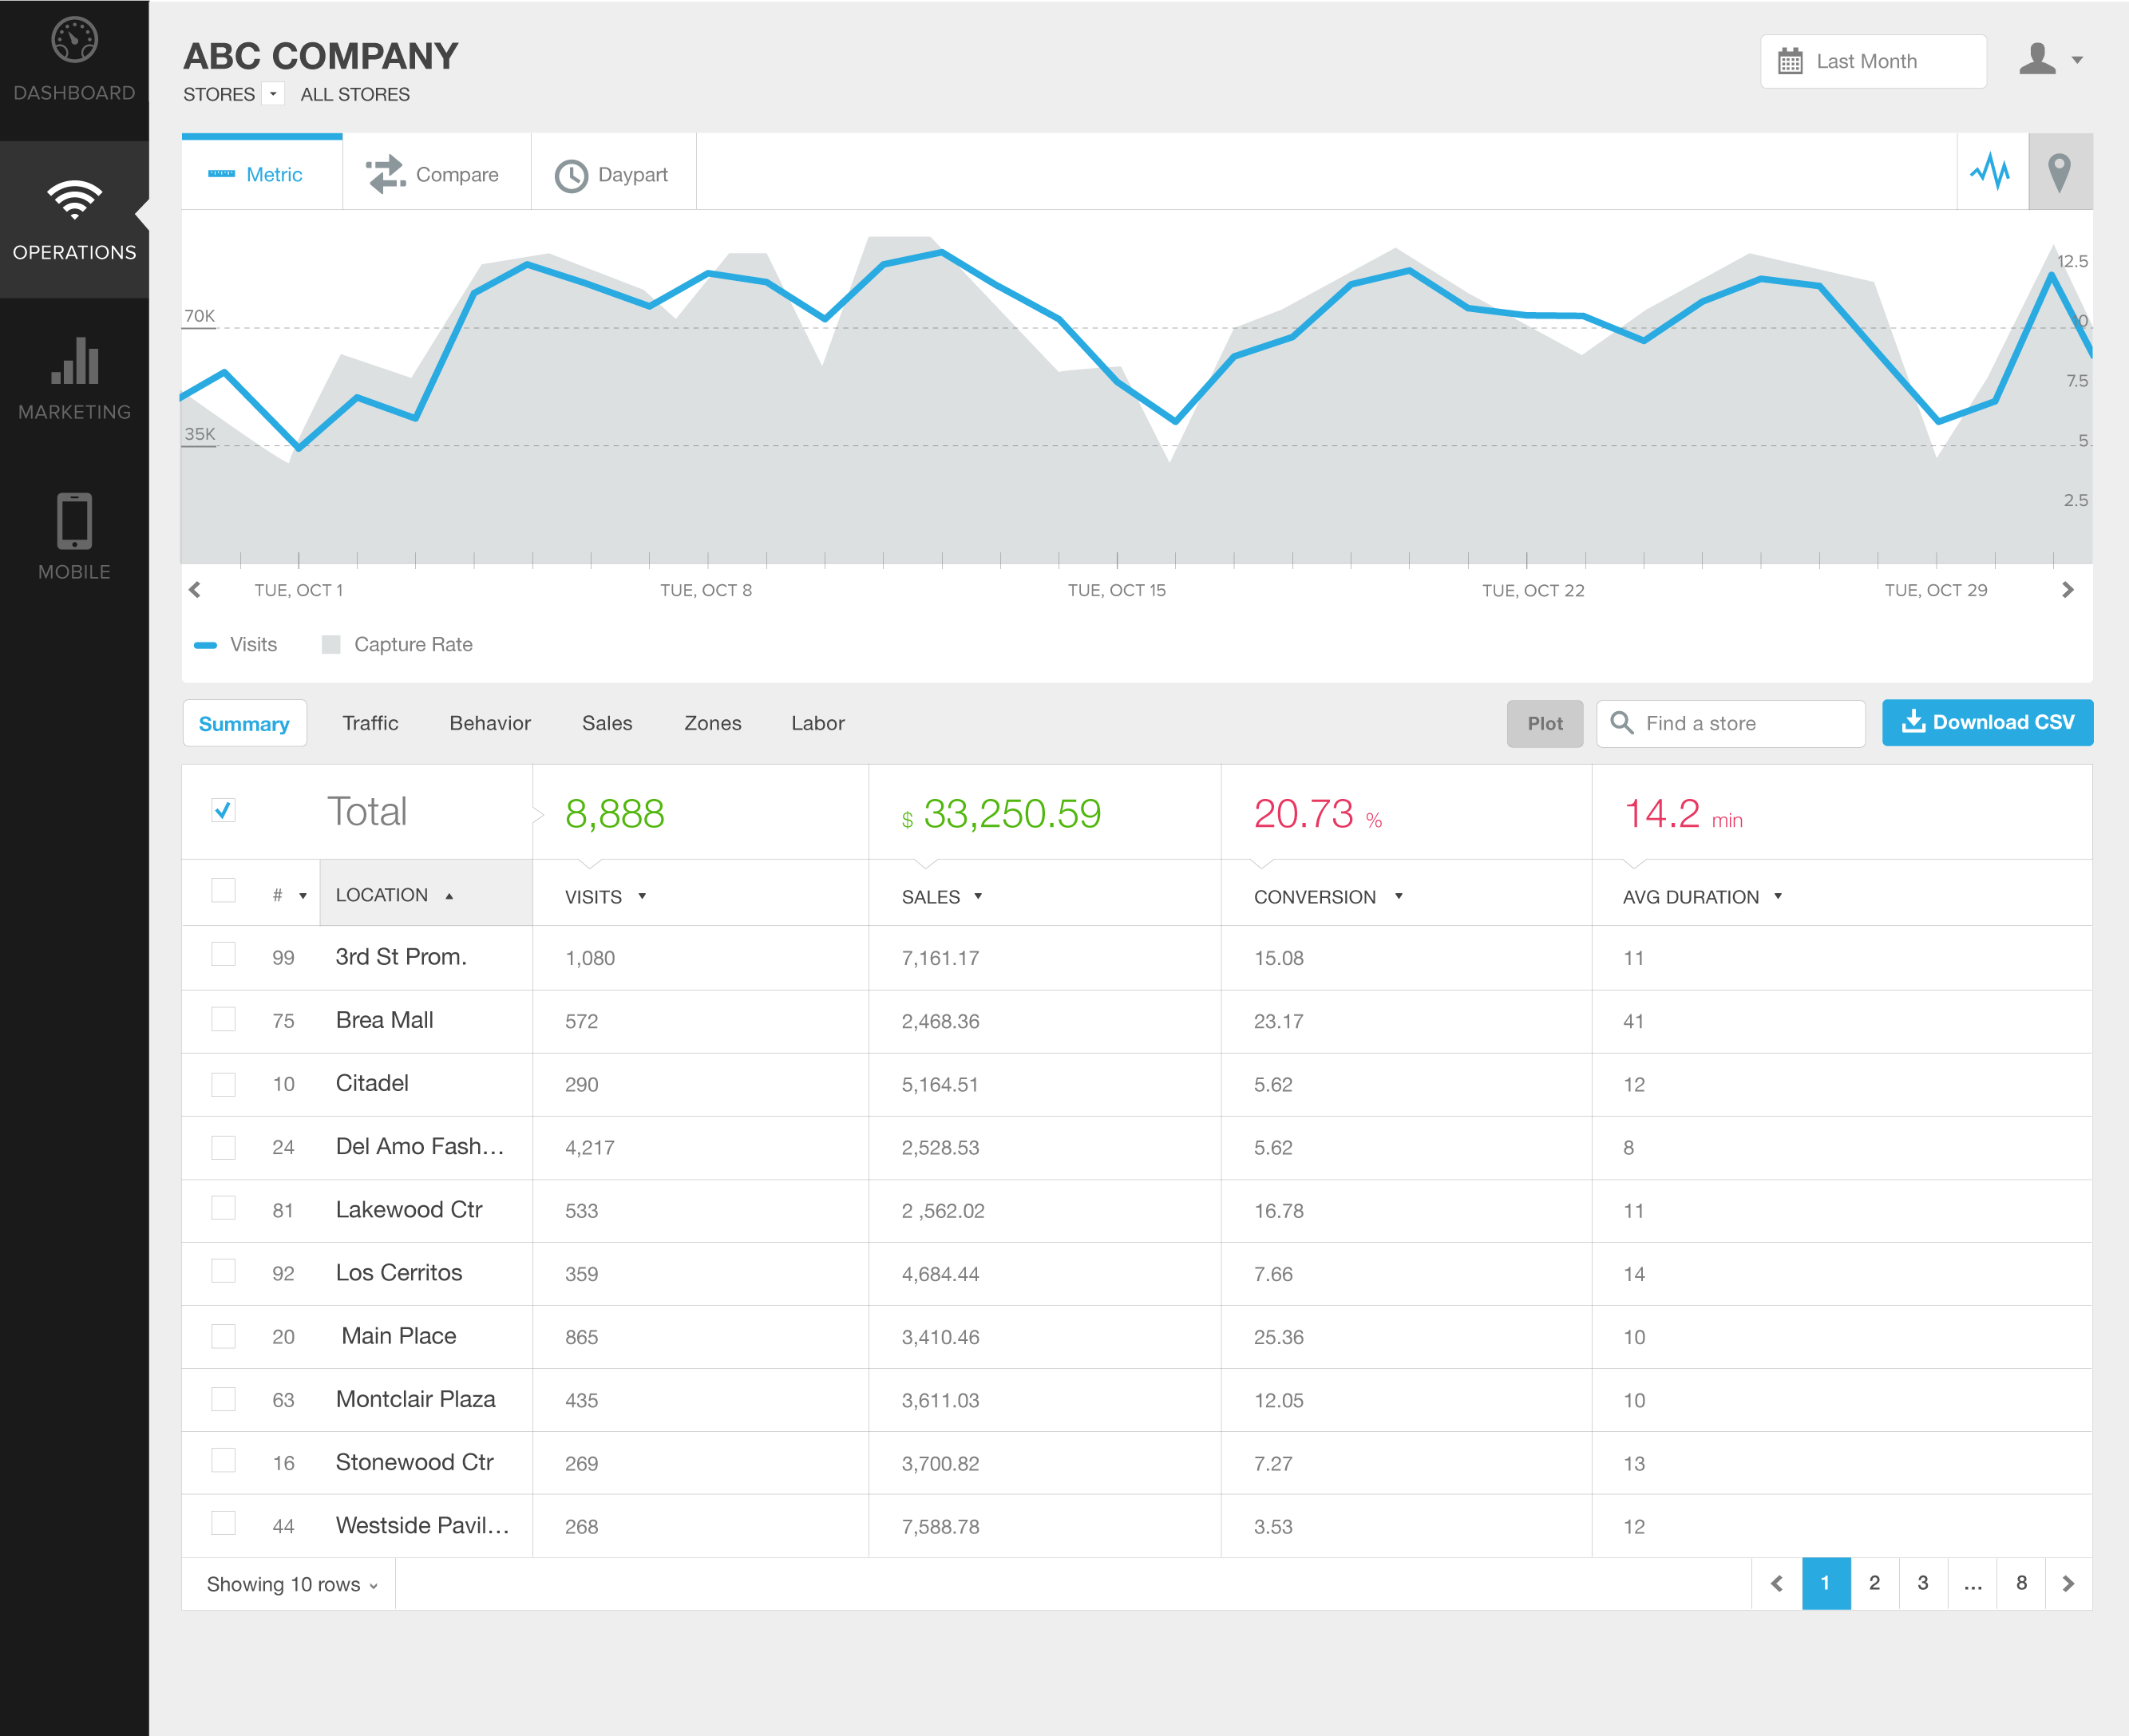 DASHBOARD
OPERATIONS
MARKETING
MOBILE
ABC COMPANY
STORES ALL STORES
Last Month
Metric Compare Daypart
70K
35K
12.5
0
7.5
5
2.5
TUE, OCT 1 TUE, OCT 8 TUE, OCT 15 TUE, OCT 22 TUE, OCT 29
Visits Capture Rate
Summary Traffic Behavior Sales Zones Labor Plot Find a store Download CSV
Total 8,888 $ 33,250.59 20.73 % 14.2 min
# LOCATION VISITS SALES CONVERSION AVG DURATION
99 3rd St Prom. 1,080 7,161.17 15.08 11
75 Brea Mall 572 2,468.36 23.17 41
10 Citadel 290 5,164.51 5.62 12
24 Del Amo Fash... 4,217 2,528.53 5.62 8
81 Lakewood Ctr 533 2 ,562.02 16.78 11
92 Los Cerritos 359 4,684.44 7.66 14
20 Main Place 865 3,410.46 25.36 10
63 Montclair Plaza 435 3,611.03 12.05 10
16 Stonewood Ctr 269 3,700.82 7.27 13
44 Westside Pavil... 268 7,588.78 3.53 12
Showing 10 rows 1 2 3 ... 8